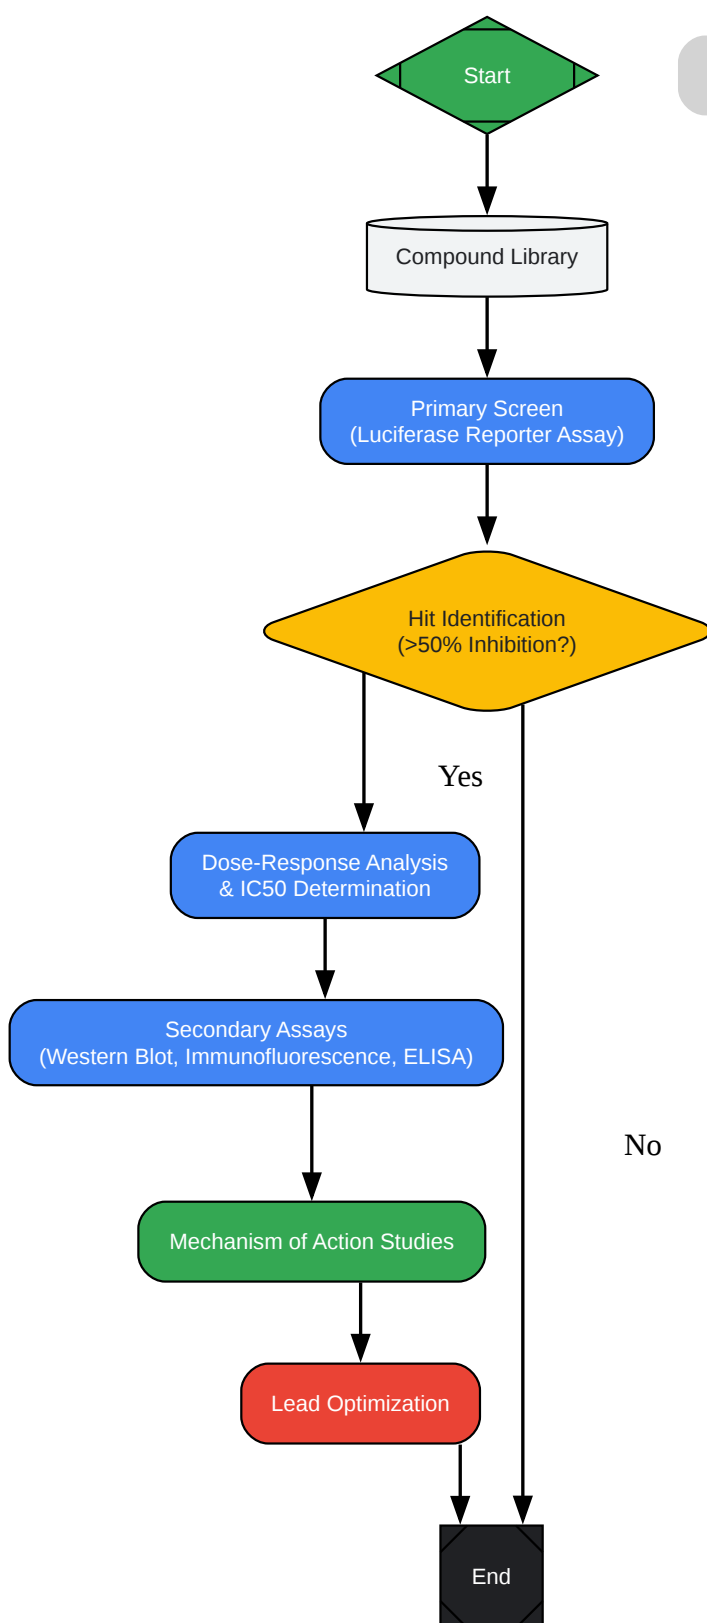 Start
Compound Library
Primary Screen
(Luciferase Reporter Assay)
Hit Identification
(>50% Inhibition?)
Yes
Dose-Response Analysis
& IC50 Determination
Secondary Assays
(Western Blot, Immunofluorescence, ELISA)
No
Mechanism of Action Studies
Lead Optimization
End